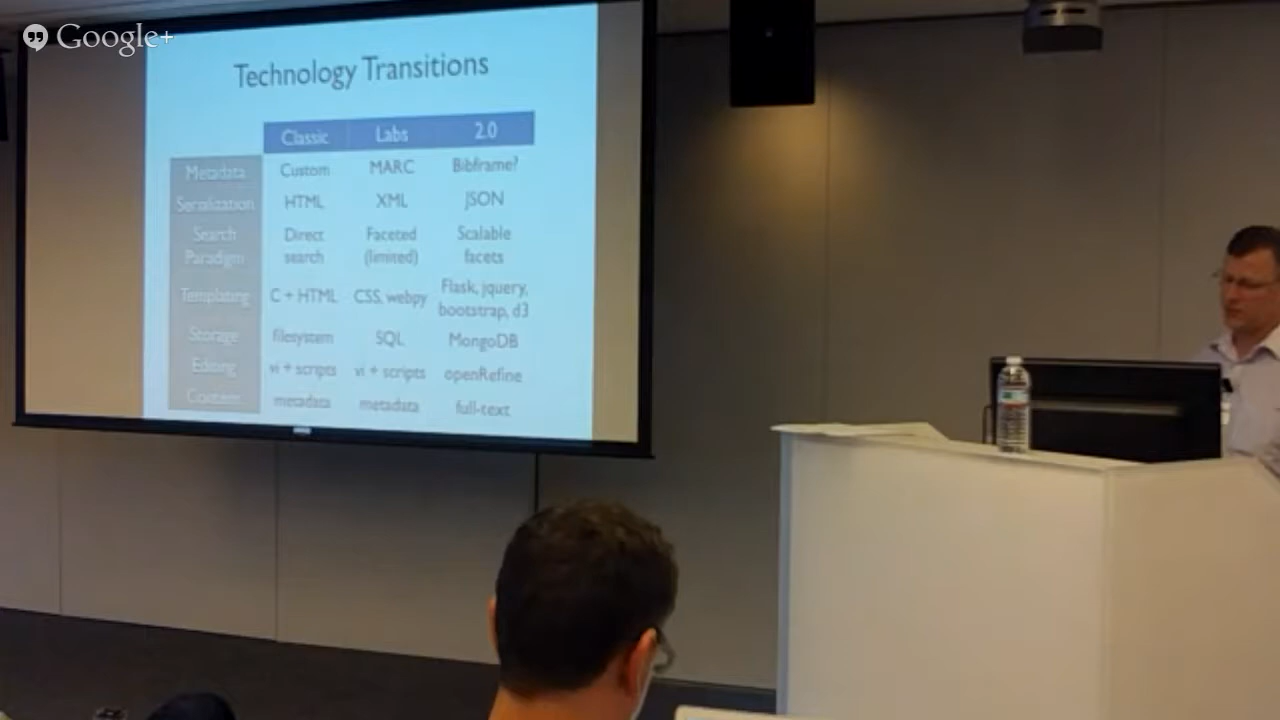 Google+
Technology Transitions
Classic Labs 2.0
Metadata Custom MARC Bibframe?
Serialization HTML XML JSON
Search Direct Faceted Scalable
Paradigm search (limited) facets
Templating C + HTML CSS, webpy Flask, jquery,
bootstrap, d3
Storage filesystem SQL MongoDB
Editing vi + scripts vi + scripts openRefine
Content metadata metadata full-text